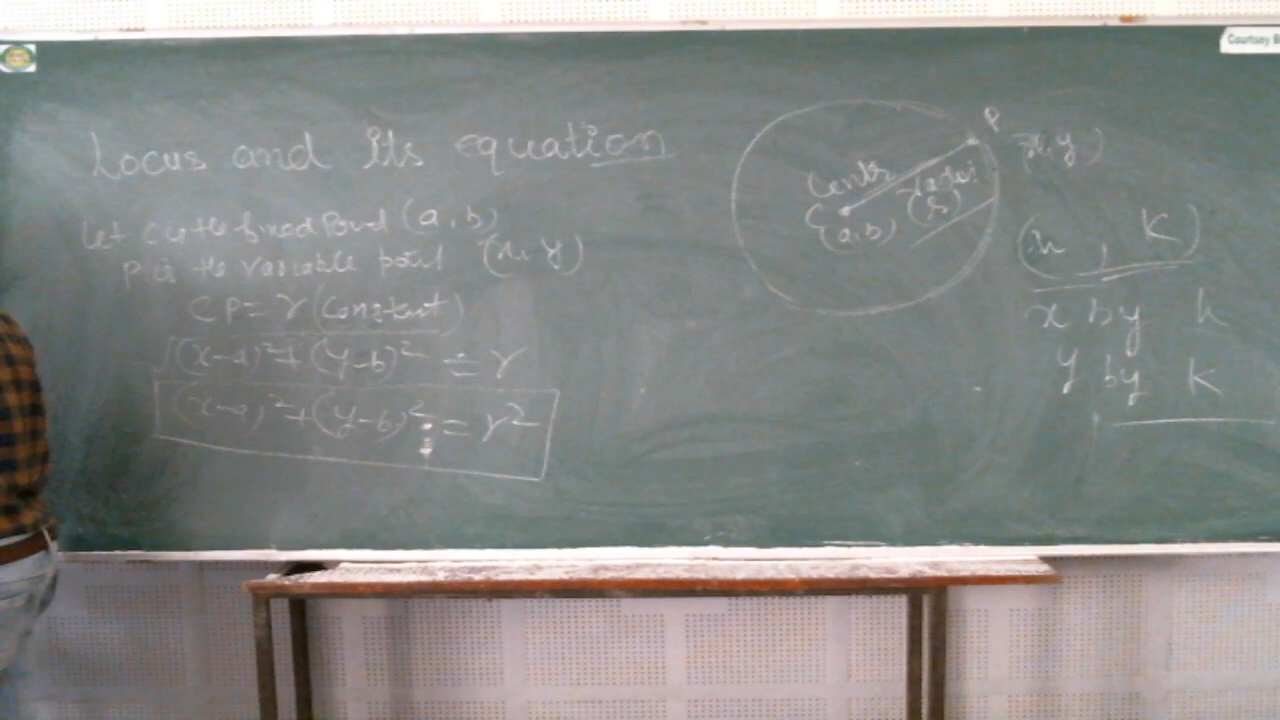 Locus and Its equation
Let C is the fixed Point (a, b)
P is the variable point (x, y)
CP = r (Constant)
√(x-a)²+(y-b)² = r
(x-a)²+(y-b)² = r²
P
(x, y)
Centre
(r)
C
(a, b)
(h, K)
x by h
y by K
Courtsey